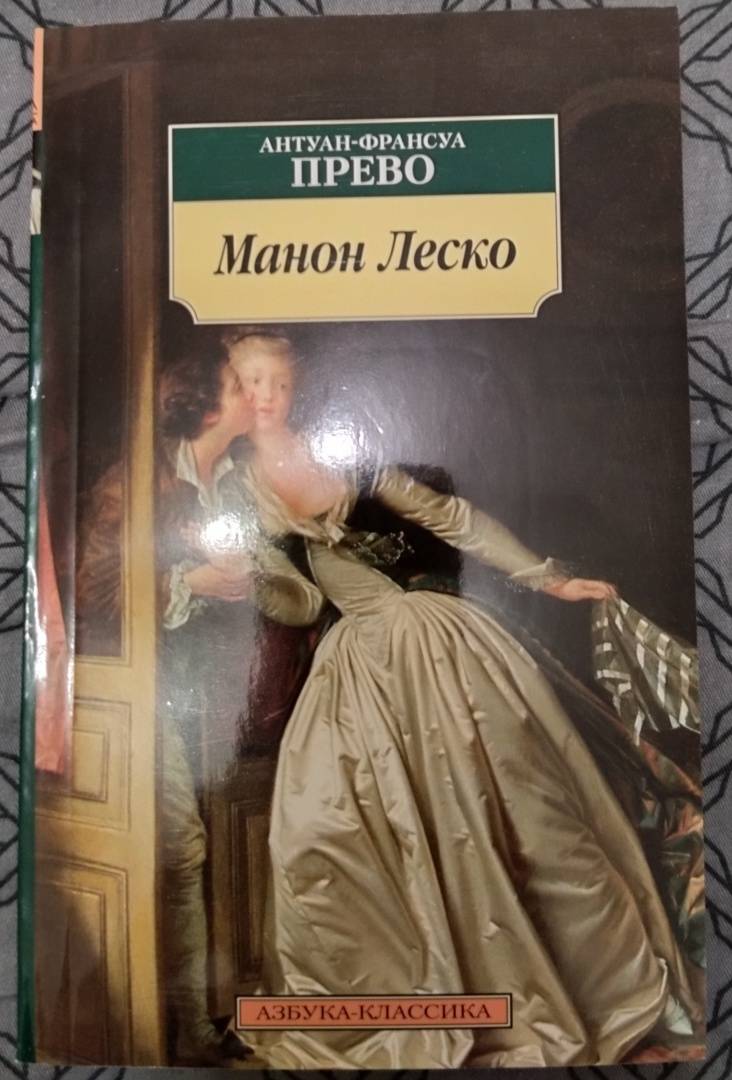 АНТУАН-ФРАНСУА
ПРЕВО
Манон Леско
АЗБУКА-КЛАССИКА